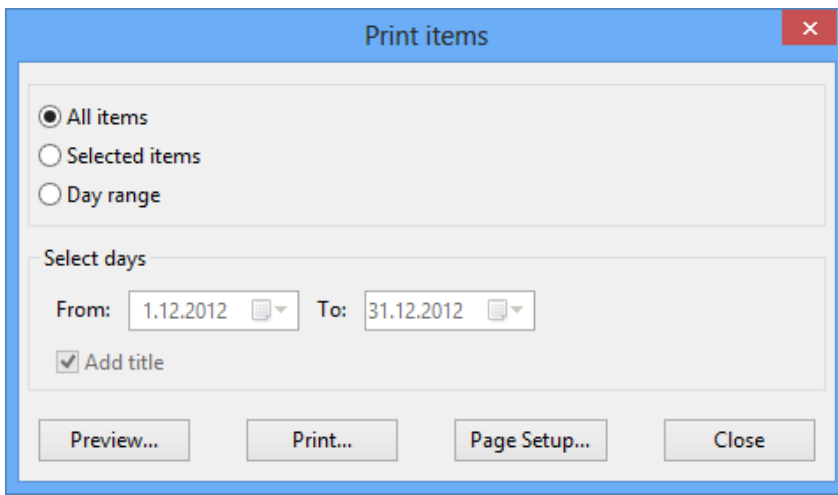 Print items
All items
Selected items
Day range
Select days
From: 1.12.2012 To: 31.12.2012
Add title
Preview... Print... Page Setup... Close